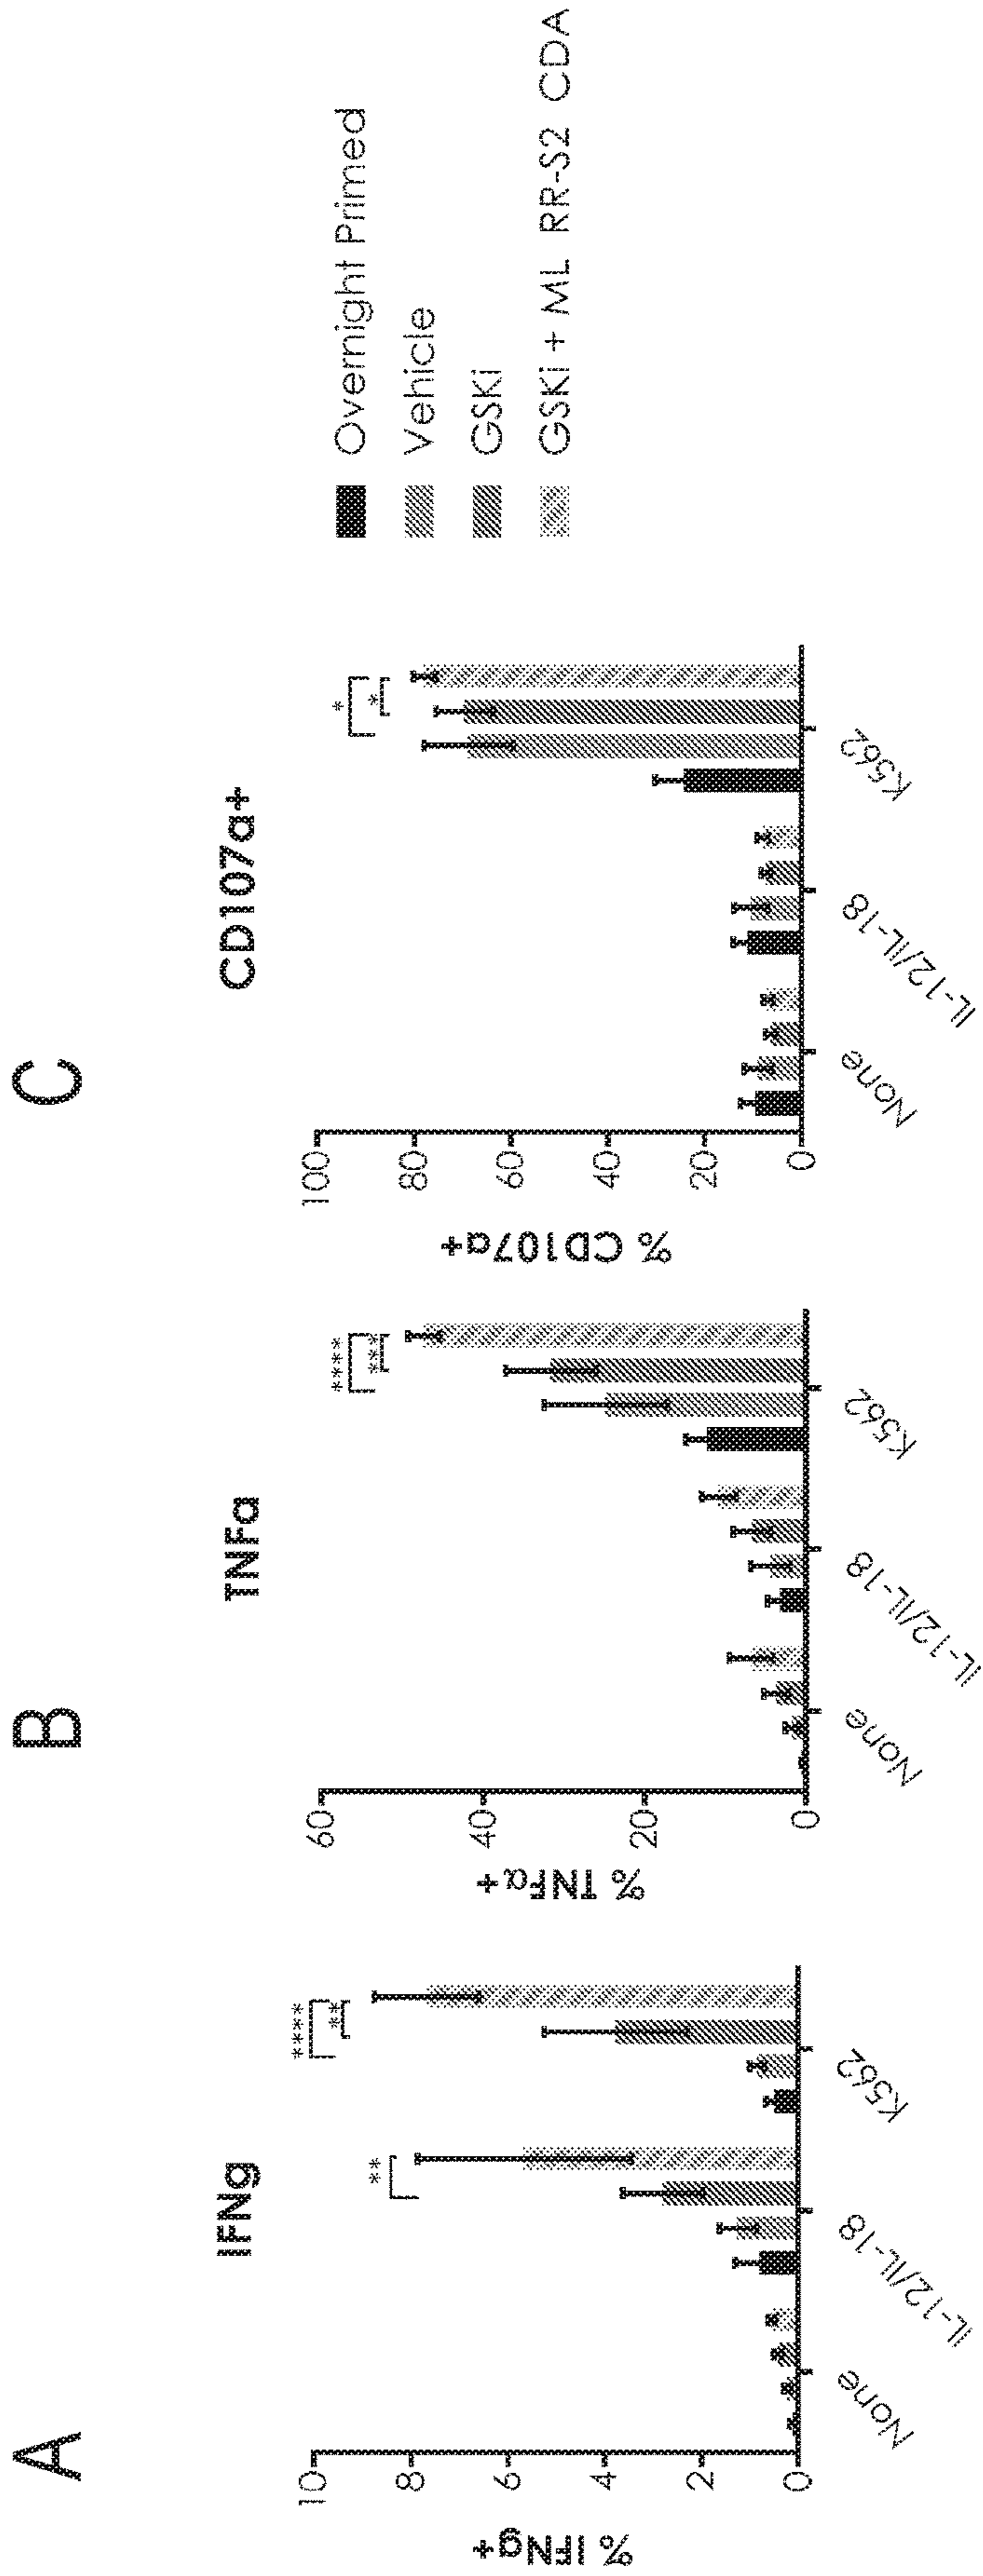 A
IFNg
% IFNg+
10
8
6
4
2
0
**
****
**
None
IL-12/IL-18
K562
B
TNFα
% TNFα+
60
40
20
0
****
***
None
IL-12/IL-18
K562
C
CD107a+
% CD107a+
100
80
60
40
20
0
*
*
None
IL-12/IL-18
K562
Overnight Primed
Vehicle
GSKi
GSKi + ML RR-S2 CDA